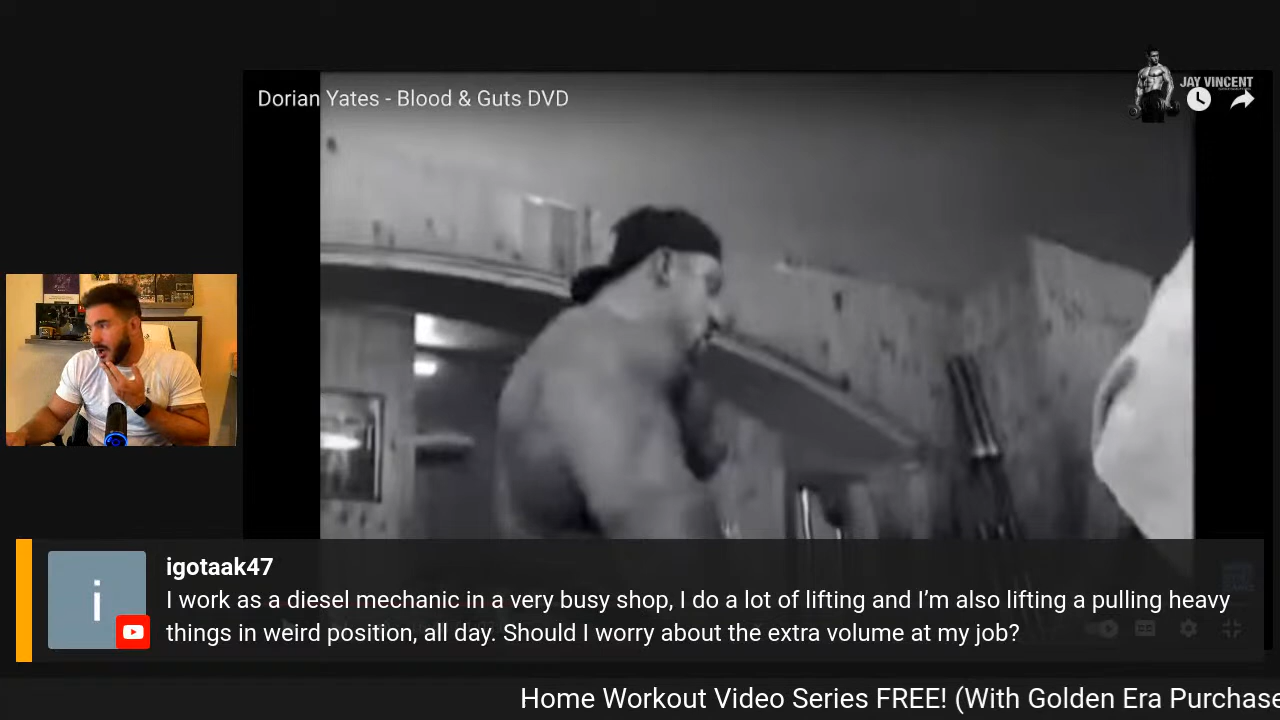 Dorian Yates - Blood & Guts DVD
JAY VINCENT
i
igotaak47
I work as a diesel mechanic in a very busy shop, I do a lot of lifting and I’m also lifting a pulling heavy
things in weird position, all day. Should I worry about the extra volume at my job?
Home Workout Video Series FREE! (With Golden Era Purchase